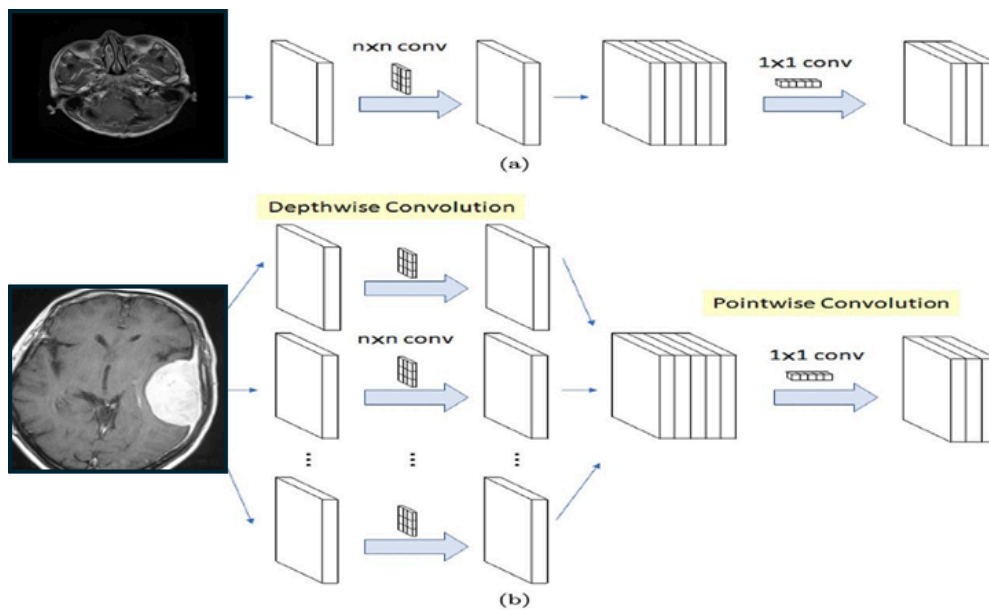 nxn conv
1x1 conv
(a)
Depthwise Convolution
nxn conv
Pointwise Convolution
1x1 conv
(b)